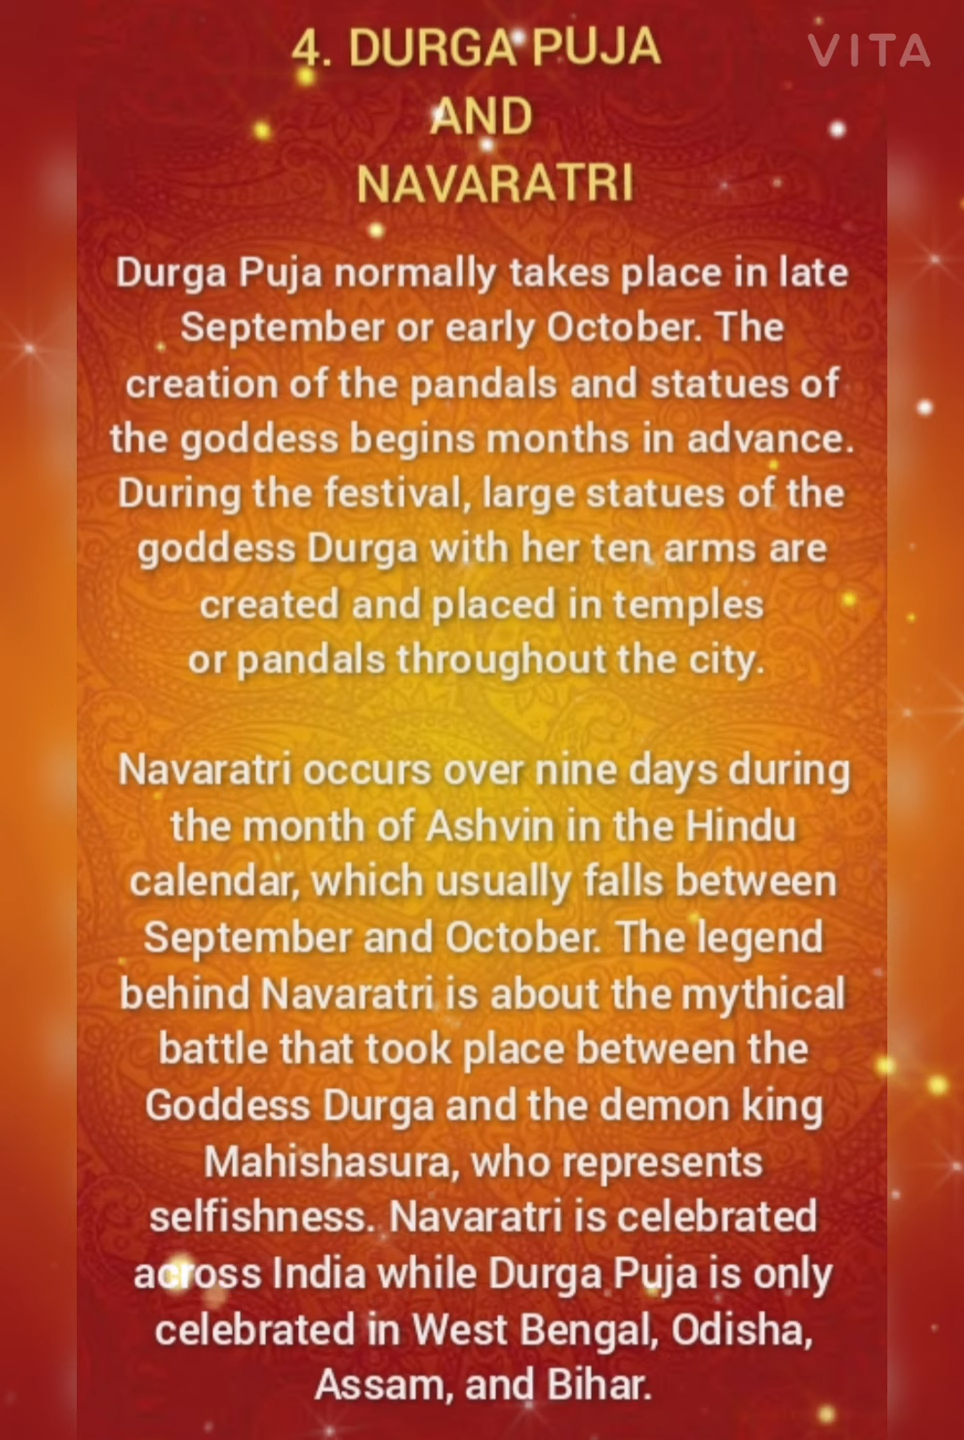 4. DURGA PUJA
VITA
AND
NAVARATRI
Durga Puja normally takes place in late
September or early October. The
creation of the pandals and statues of
the goddess begins months in advance.
During the festival, large statues of the
goddess Durga with her ten arms are
created and placed in temples
or pandals throughout the city.
Navaratri occurs over nine days during
the month of Ashvin in the Hindu
calendar, which usually falls between
September and October. The legend
behind Navaratri is about the mythical
battle that took place between the
Goddess Durga and the demon king
Mahishasura, who represents
selfishness. Navaratri is celebrated
across India while Durga Puja is only
celebrated in West Bengal, Odisha,
Assam, and Bihar.